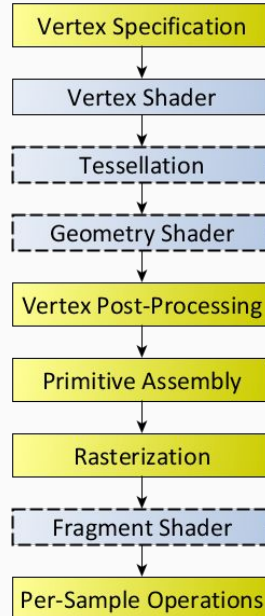 Vertex Specification
Vertex Shader
Tessellation
Geometry Shader
Vertex Post-Processing
Primitive Assembly
Rasterization
Fragment Shader
Per-Sample Operations